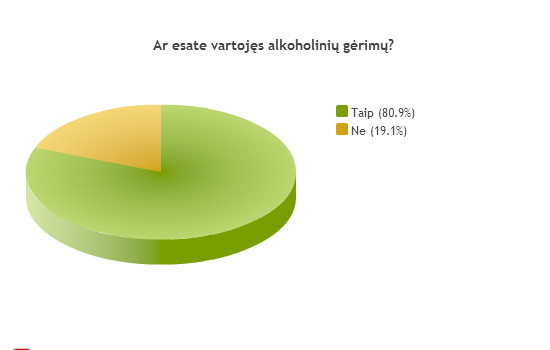 Ar esate vartojęs alkoholinių gėrimų?
Taip (80.9%)
Ne (19.1%)